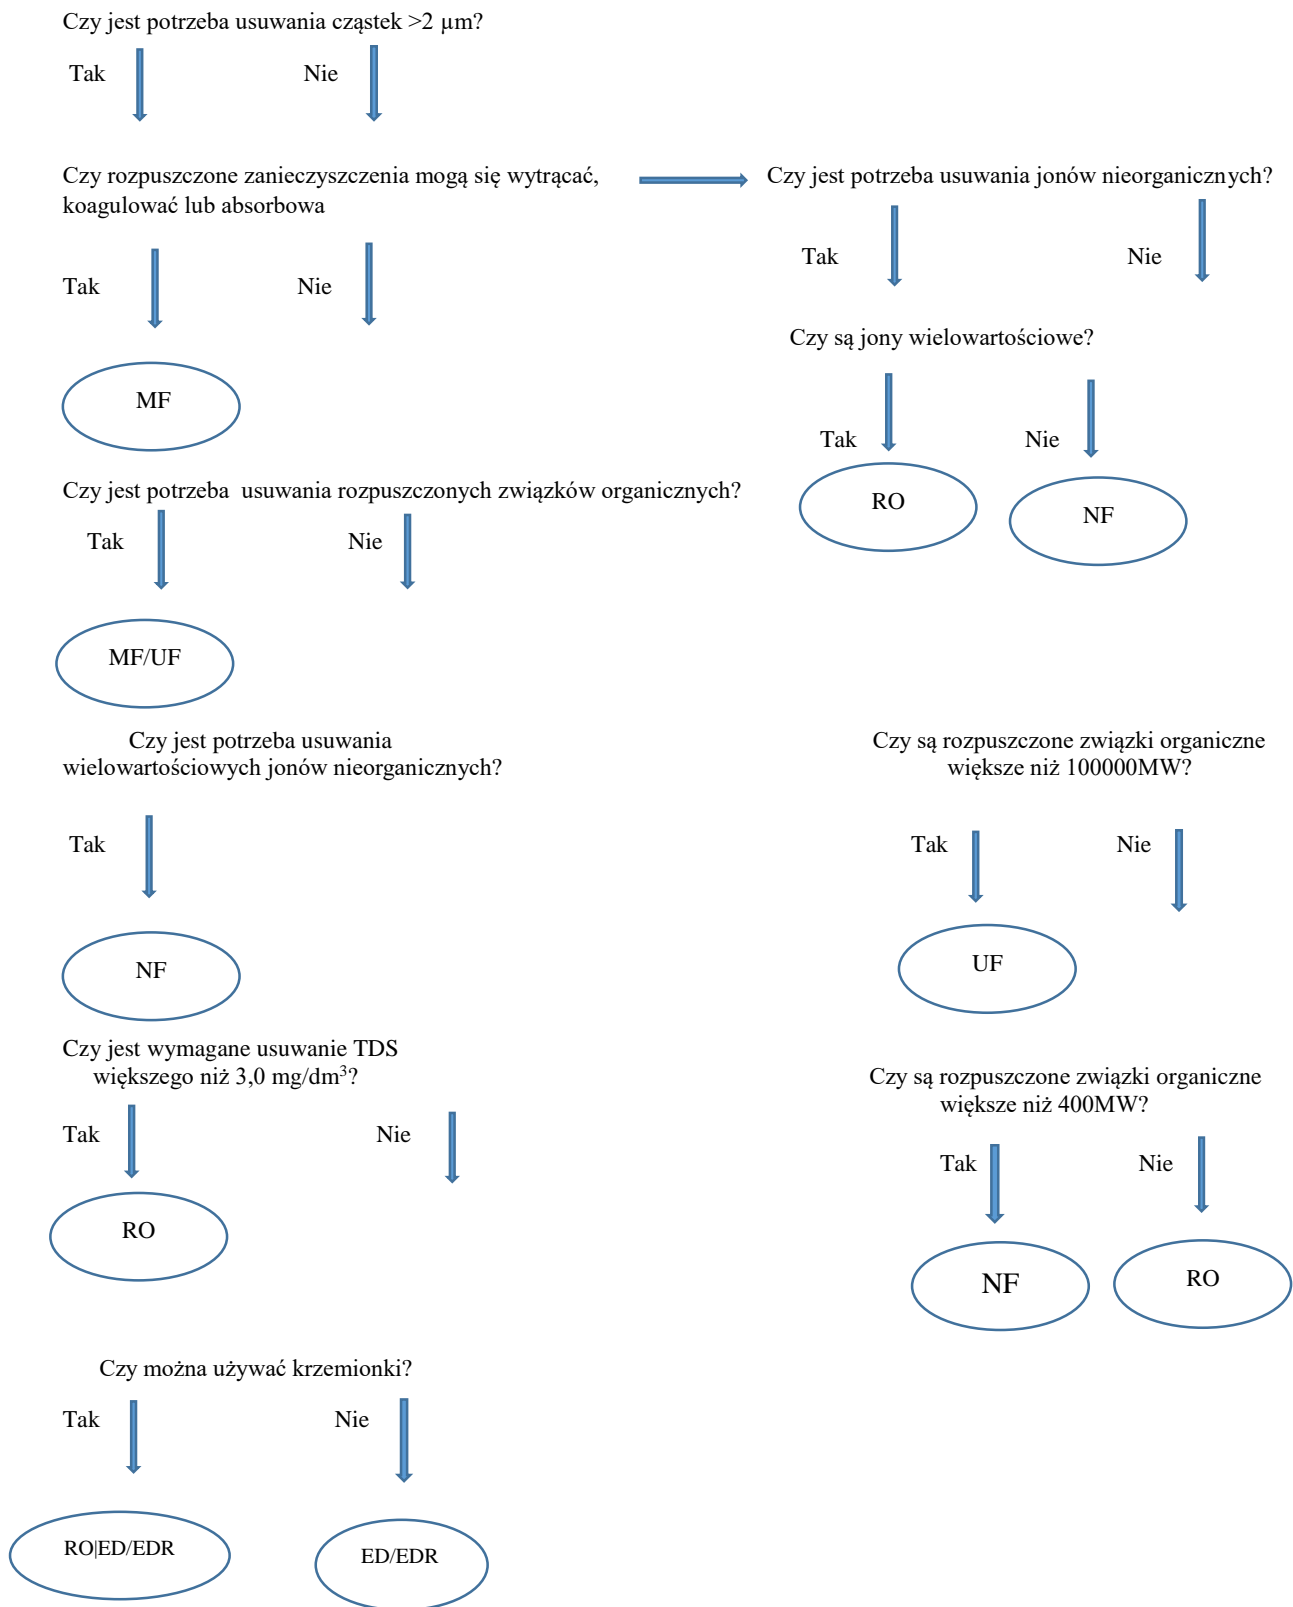 Czy jest potrzeba usuwania cząstek >2 µm?
Tak
Nie
Czy rozpuszczone zanieczyszczenia mogą się wytrącać,
koagulować lub absorbowa
Czy jest potrzeba usuwania jonów nieorganicznych?
Tak
Nie
Tak
Nie
Czy są jony wielowartościowe?
MF
Tak
Nie
RO
NF
Czy jest potrzeba  usuwania rozpuszczonych związków organicznych?
Tak
Nie
MF/UF
Czy jest potrzeba usuwania
wielowartościowych jonów nieorganicznych?
Czy są rozpuszczone związki organiczne
większe niż 100000MW?
Tak
Tak
Nie
NF
UF
Czy jest wymagane usuwanie TDS
większego niż 3,0 mg/dm³?
Czy są rozpuszczone związki organiczne
większe niż 400MW?
Tak
Nie
Tak
Nie
RO
NF
RO
Czy można używać krzemionki?
Tak
Nie
RO|ED/EDR
ED/EDR